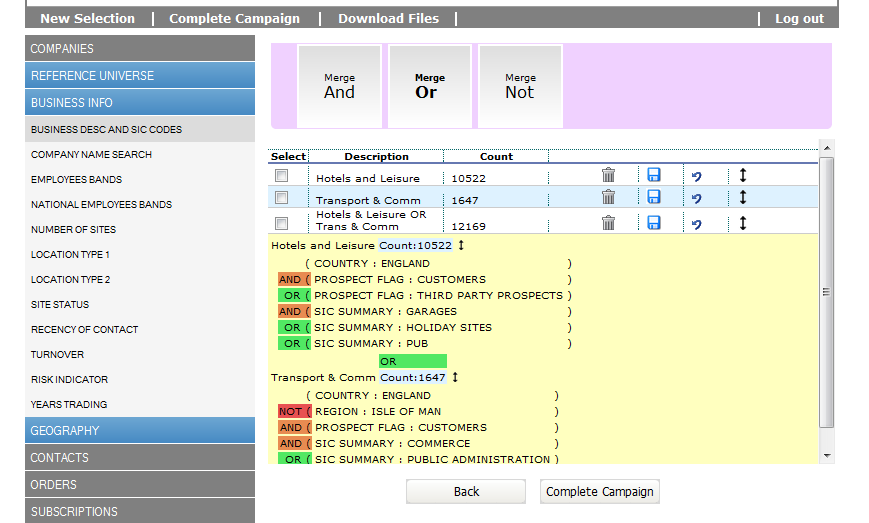 New Selection | Complete Campaign | Download Files | | Log out
COMPANIES
REFERENCE UNIVERSE
BUSINESS INFO
BUSINESS DESC AND SIC CODES
COMPANY NAME SEARCH
EMPLOYEES BANDS
NATIONAL EMPLOYEES BANDS
NUMBER OF SITES
LOCATION TYPE 1
LOCATION TYPE 2
SITE STATUS
RECENCY OF CONTACT
TURNOVER
RISK INDICATOR
YEARS TRADING
GEOGRAPHY
CONTACTS
ORDERS
SUBSCRIPTIONS
Merge
And
Merge
Or
Merge
Not
Select Description Count
Hotels and Leisure 10522
Transport & Comm 1647
Hotels & Leisure OR
Trans & Comm 12169
Hotels and Leisure Count:10522
( COUNTRY : ENGLAND )
AND ( PROSPECT FLAG : CUSTOMERS )
OR ( PROSPECT FLAG : THIRD PARTY PROSPECTS )
AND ( SIC SUMMARY : GARAGES )
OR ( SIC SUMMARY : HOLIDAY SITES )
OR ( SIC SUMMARY : PUB )
OR
Transport & Comm Count:1647
( COUNTRY : ENGLAND )
NOT ( REGION : ISLE OF MAN )
AND ( PROSPECT FLAG : CUSTOMERS )
AND ( SIC SUMMARY : COMMERCE )
OR ( SIC SUMMARY : PUBLIC ADMINISTRATION )
Back
Complete Campaign